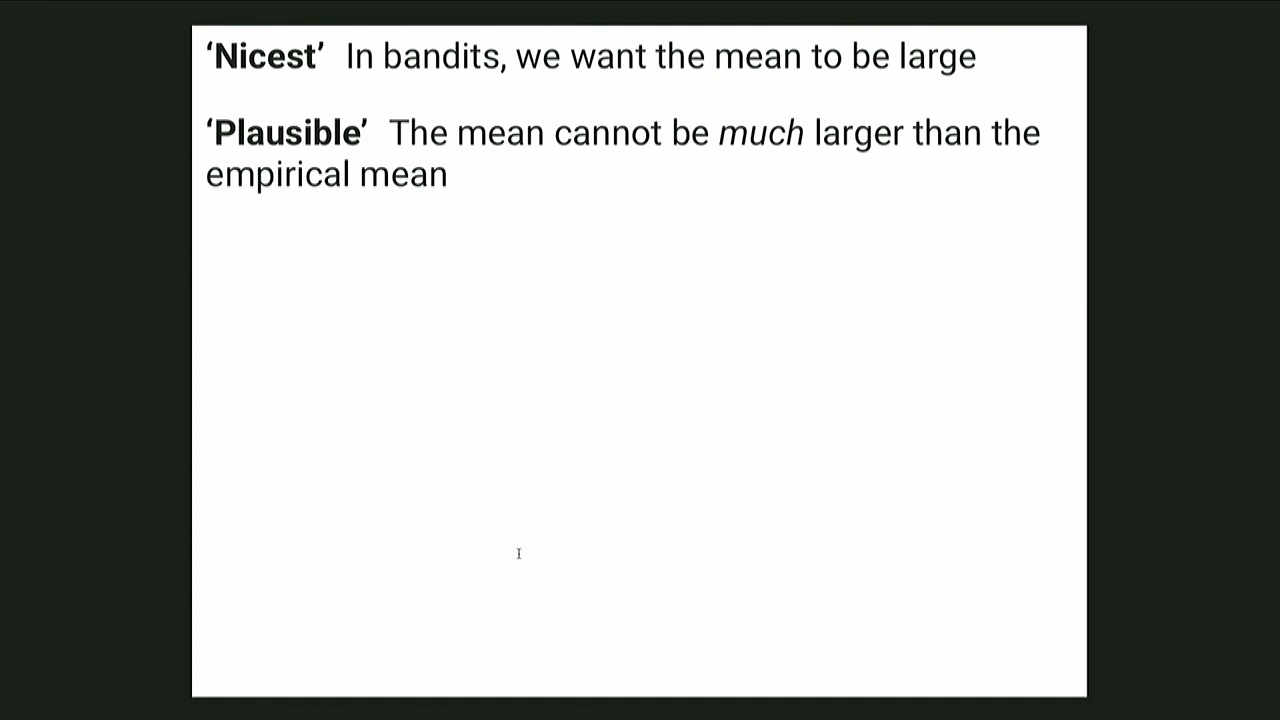 ‘Nicest’ In bandits, we want the mean to be large
‘Plausible’ The mean cannot be much larger than the
empirical mean